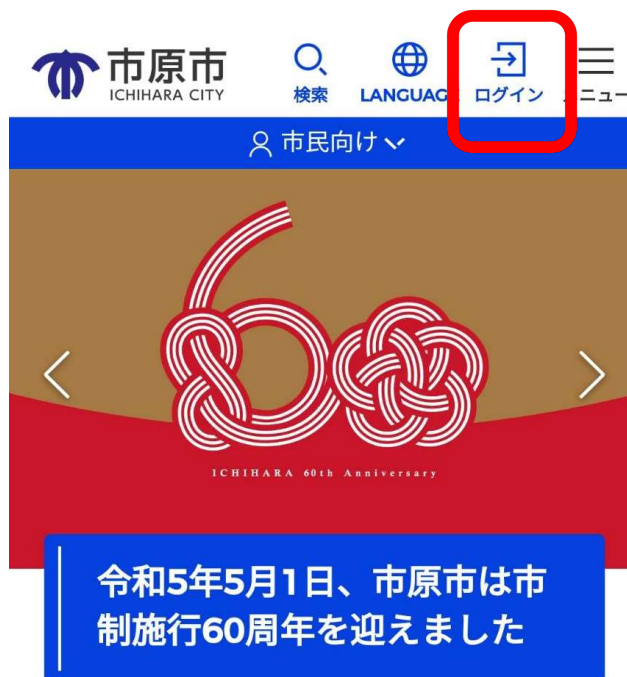 市原市
ICHIHARA CITY
検索
LANGUAG
ログイン
ニュー
市民向け
60
ICHIHARA 60th Anniversary
令和5年5月1日、市原市は市
制施行60周年を迎えました